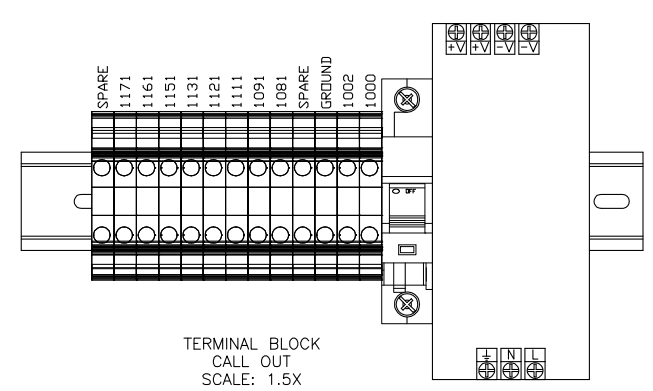 +V +V -V -V
SPARE
1171
1161
1151
1131
1121
1111
1091
1081
SPARE
GROUND
1002
1000
OFF
TERMINAL BLOCK
CALL OUT
SCALE: 1.5X
N L